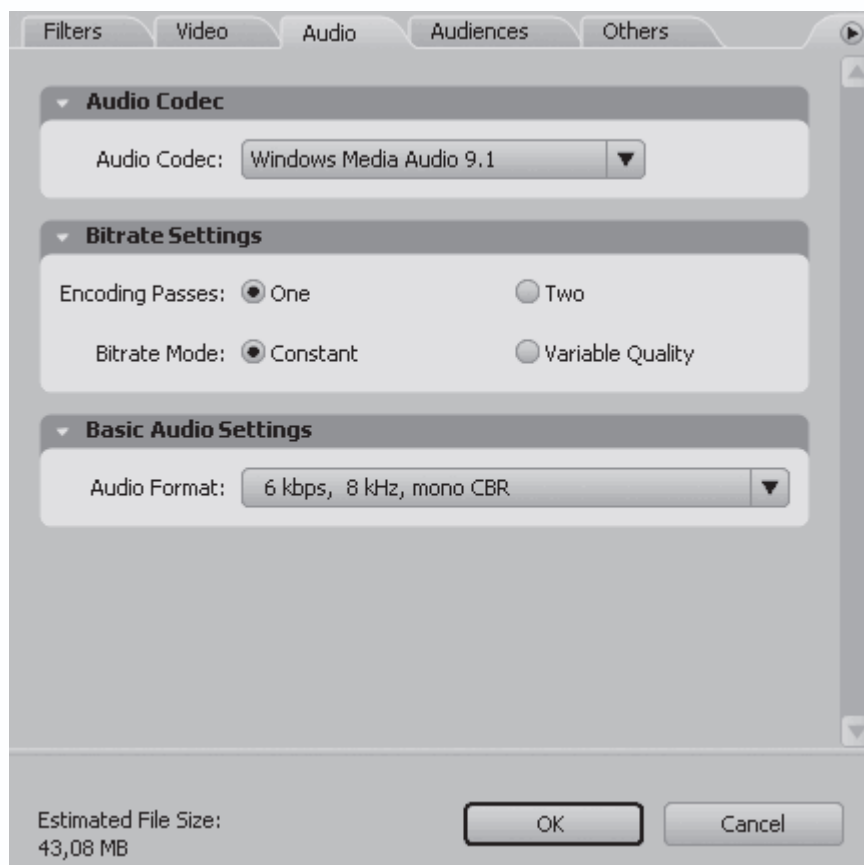 Filters Video Audio Audiences Others
Audio Codec
Audio Codec: Windows Media Audio 9.1
Bitrate Settings
Encoding Passes: One Two
Bitrate Mode: Constant Variable Quality
Basic Audio Settings
Audio Format: 6 kbps, 8 kHz, mono CBR
Estimated File Size:
43,08 MB
OK Cancel